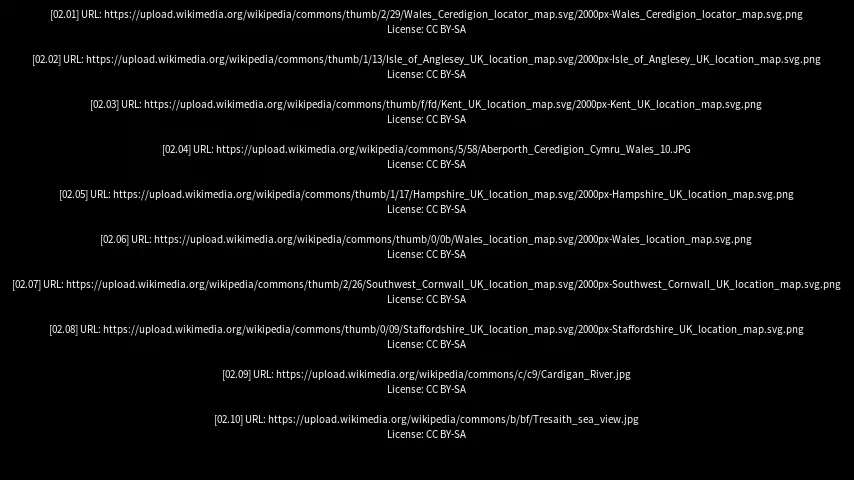 [02.01] URL: https://upload.wikimedia.org/wikipedia/commons/thumb/2/29/Wales_Ceredigion_locator_map.svg/2000px-Wales_Ceredigion_locator_map.svg.png
License: CC BY-SA
[02.02] URL: https://upload.wikimedia.org/wikipedia/commons/thumb/1/13/Isle_of_Anglesey_UK_location_map.svg/2000px-Isle_of_Anglesey_UK_location_map.svg.png
License: CC BY-SA
[02.03] URL: https://upload.wikimedia.org/wikipedia/commons/thumb/f/fd/Kent_UK_location_map.svg/2000px-Kent_UK_location_map.svg.png
License: CC BY-SA
[02.04] URL: https://upload.wikimedia.org/wikipedia/commons/5/58/Aberporth_Ceredigion_Cymru_Wales_10.JPG
License: CC BY-SA
[02.05] URL: https://upload.wikimedia.org/wikipedia/commons/thumb/1/17/Hampshire_UK_location_map.svg/2000px-Hampshire_UK_location_map.svg.png
License: CC BY-SA
[02.06] URL: https://upload.wikimedia.org/wikipedia/commons/thumb/0/0b/Wales_location_map.svg/2000px-Wales_location_map.svg.png
License: CC BY-SA
[02.07] URL: https://upload.wikimedia.org/wikipedia/commons/thumb/2/26/Southwest_Cornwall_UK_location_map.svg/2000px-Southwest_Cornwall_UK_location_map.svg.png
License: CC BY-SA
[02.08] URL: https://upload.wikimedia.org/wikipedia/commons/thumb/0/09/Staffordshire_UK_location_map.svg/2000px-Staffordshire_UK_location_map.svg.png
License: CC BY-SA
[02.09] URL: https://upload.wikimedia.org/wikipedia/commons/c/c9/Cardigan_River.jpg
License: CC BY-SA
[02.10] URL: https://upload.wikimedia.org/wikipedia/commons/b/bf/Tresaith_sea_view.jpg
License: CC BY-SA